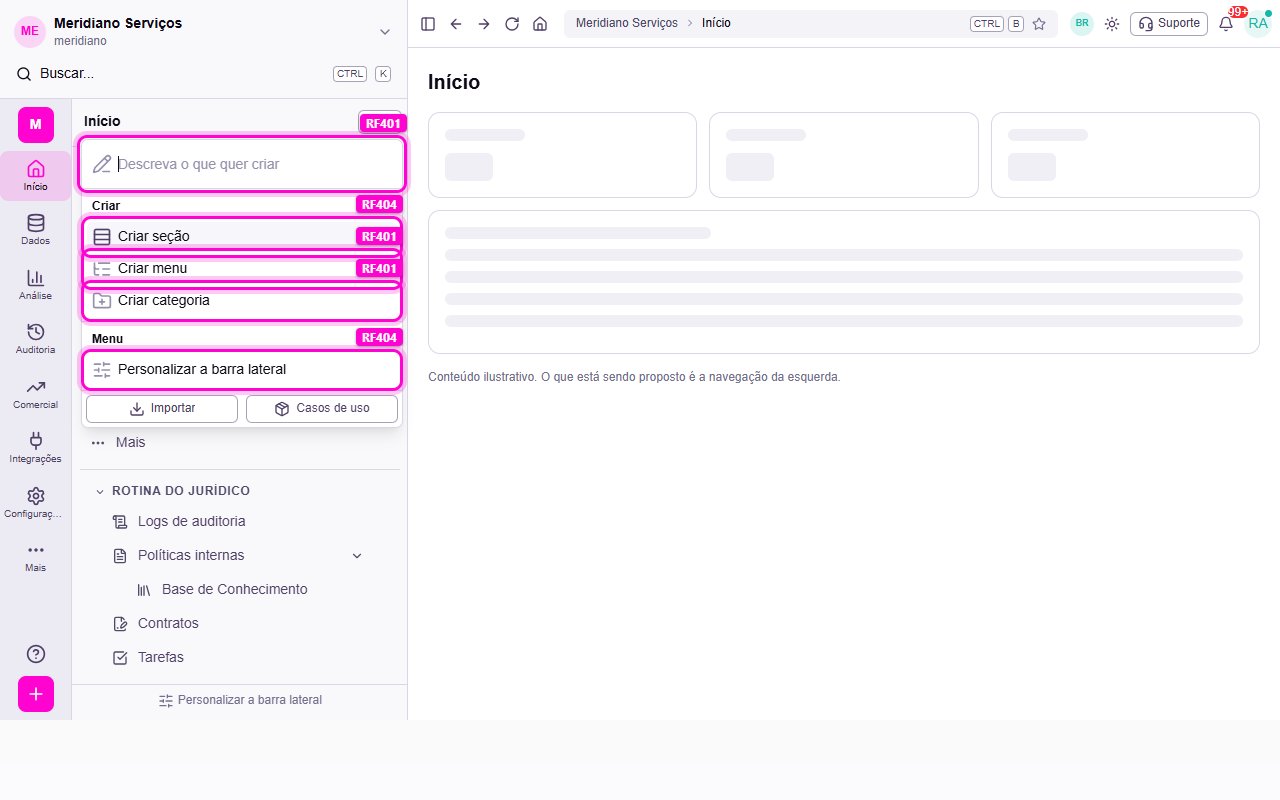 ME
Meridiano Serviços
meridiano
Buscar...
CTRL
K
Meridiano Serviços
Início
CTRL
B
BR
Suporte
99+
RA
M
Início
Dados
Análise
Auditoria
Comercial
Integrações
Configuraç...
Mais
Início
RF401
Descreva o que quer criar
Criar
RF404
Criar seção
RF401
Criar menu
RF401
Criar categoria
Menu
RF404
Personalizar a barra lateral
Importar
Casos de uso
Mais
ROTINA DO JURÍDICO
Logs de auditoria
Políticas internas
Base de Conhecimento
Contratos
Tarefas
Personalizar a barra lateral
Início
Conteúdo ilustrativo. O que está sendo proposto é a navegação da esquerda.